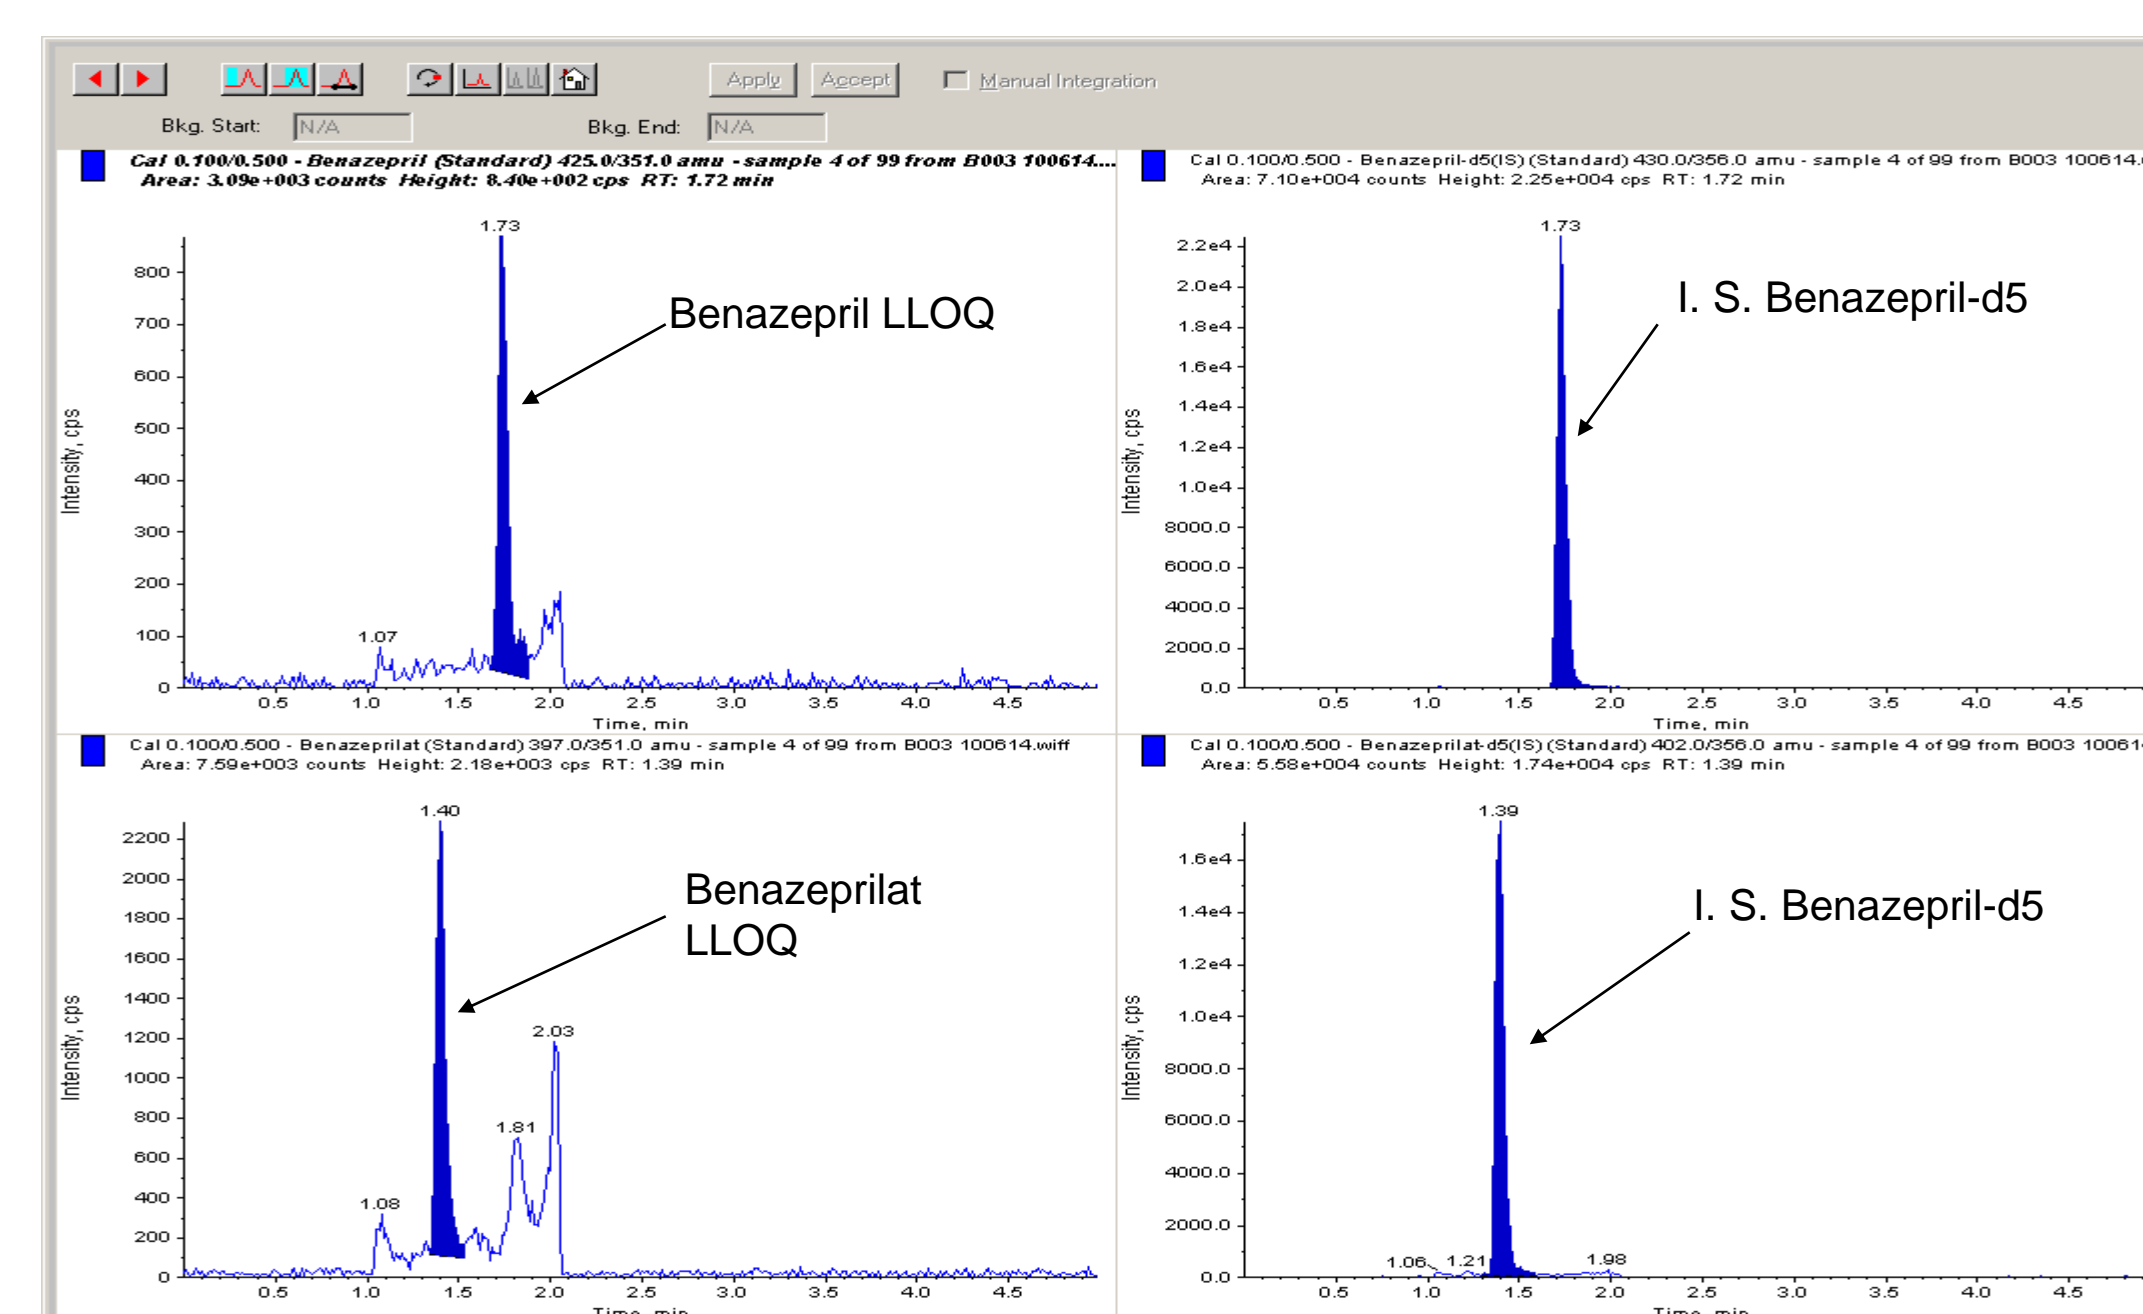 Apply Accept Manual Integration
Bkg. Start: N/A Bkg. End: N/A
Cal 0.100/0.500 - Benazepril (Standard) 425.0/351.0 amu - sample 4 of 99 from B003 100614....
Area: 3.09e+003 counts Height: 8.40e+002 cps RT: 1.72 min
1.73
800
700
600
500
400
300
200
100
0
Intensity, cps
Benazepril LLOQ
1.07
0.5 1.0 1.5 2.0 2.5 3.0 3.5 4.0 4.5
Time, min
Cal 0.100/0.500 - Benazepril-d5(IS) (Standard) 430.0/356.0 amu - sample 4 of 99 from B003 100614.
Area: 7.10e+004 counts Height: 2.25e+004 cps RT: 1.72 min
1.73
2.2e4
2.0e4
1.8e4
1.6e4
1.4e4
1.2e4
1.0e4
8000.0
6000.0
4000.0
2000.0
0.0
Intensity, cps
I. S. Benazepril-d5
0.5 1.0 1.5 2.0 2.5 3.0 3.5 4.0 4.5
Time, min
Cal 0.100/0.500 - Benazeprilat (Standard) 397.0/351.0 amu - sample 4 of 99 from B003 100614.wiff
Area: 7.59e+003 counts Height: 2.18e+003 cps RT: 1.39 min
1.40
2200
2000
1800
1600
1400
1200
1000
800
600
400
200
0
Intensity, cps
Benazeprilat
LLOQ
2.03
1.81
1.08
0.5 1.0 1.5 2.0 2.5 3.0 3.5 4.0 4.5
Time, min
Cal 0.100/0.500 - Benazeprilat-d5(IS) (Standard) 402.0/356.0 amu - sample 4 of 99 from B003 10061
Area: 5.58e+004 counts Height: 1.74e+004 cps RT: 1.39 min
1.39
1.6e4
1.4e4
1.2e4
1.0e4
8000.0
6000.0
4000.0
2000.0
0.0
Intensity, cps
I. S. Benazepril-d5
1.06 1.21 1.98
0.5 1.0 1.5 2.0 2.5 3.0 3.5 4.0 4.5
Time, min